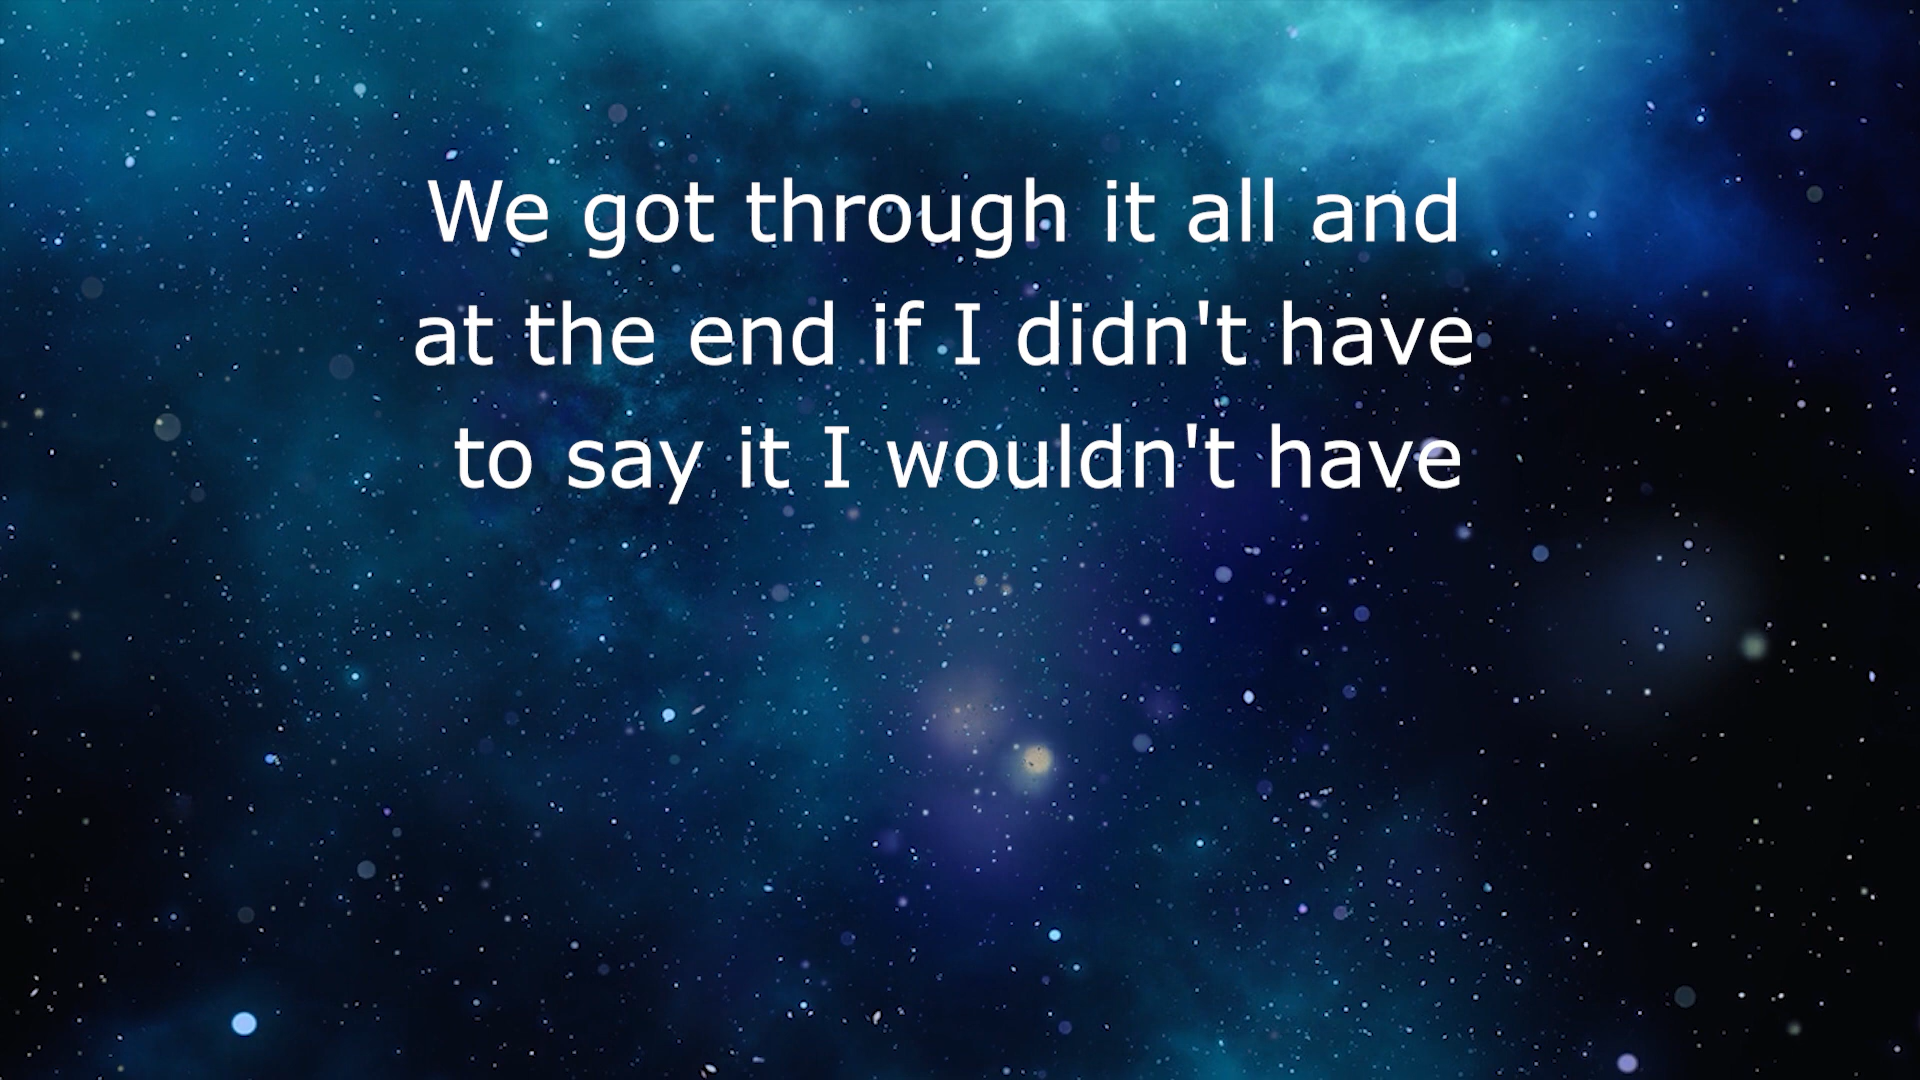 We got through it all and
at the end if I didn't have
to say it I wouldn't have